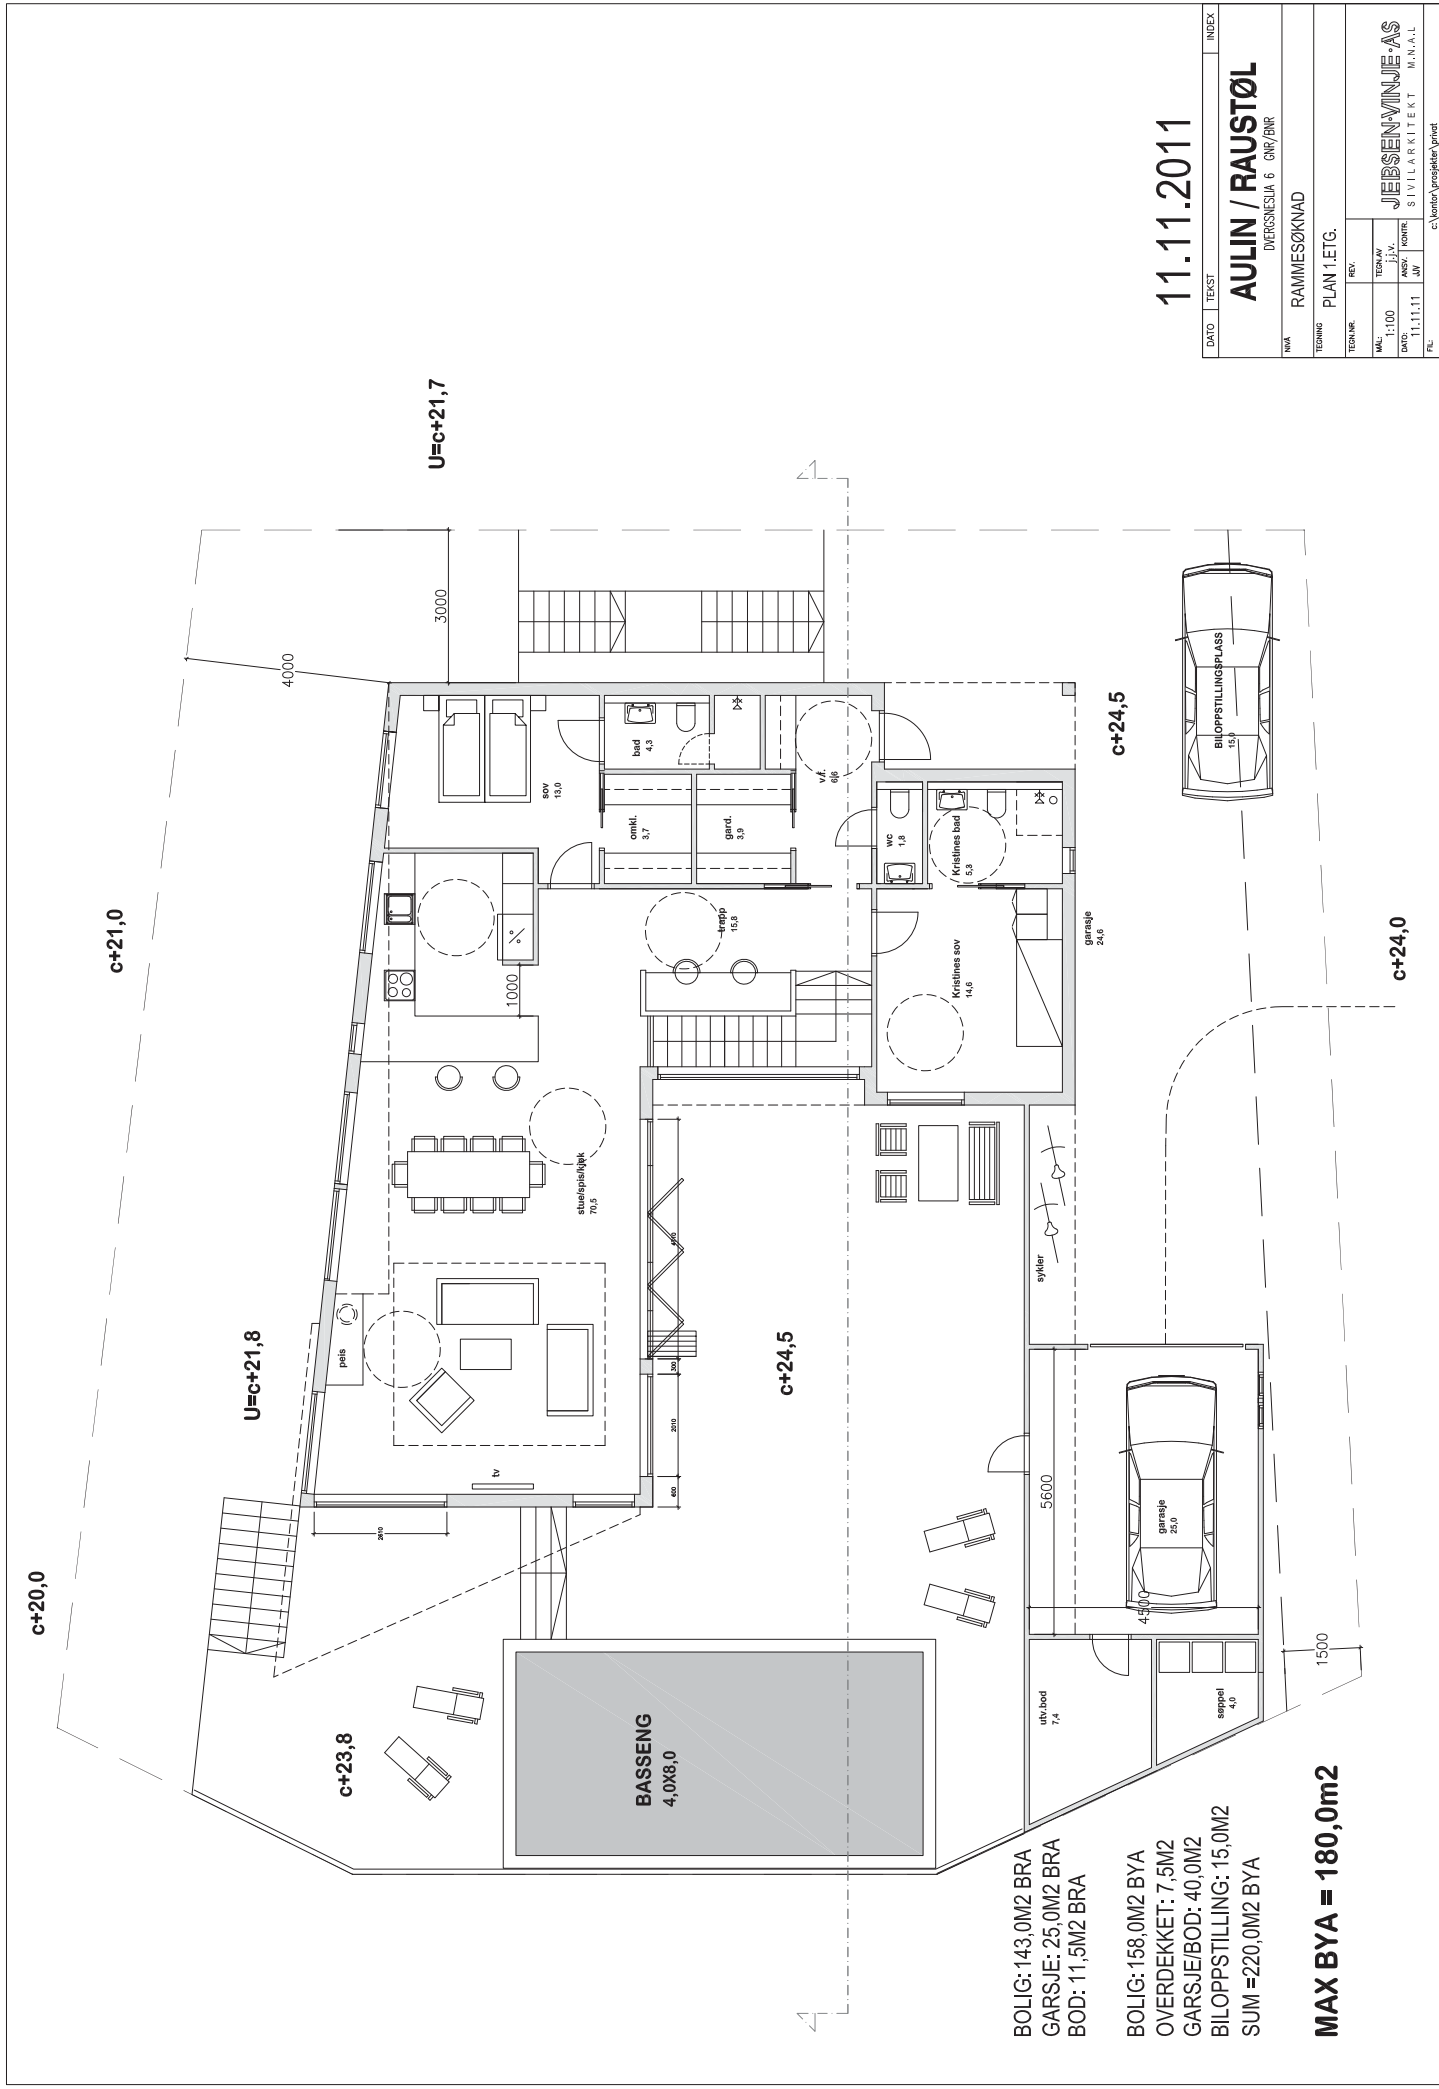 11.11.2011
DATO TEKST INDEX
AULIN / RAUSTØL
DVERGSNESLIA 6 GNR/BNR
NIVÅ
RAMMESØKNAD
TEGNING
PLAN 1.ETG.
TEGN.NR. REV.
MÅL: 1:100
TEGN.AV j.j.v.
DATO: 11.11.11
ANSV. JJV
KONTR.
JEBSEN·VINJE·AS
SIVILARKITEKT M.N.A.L
FIL: c:\kontor\prosjekter\privat
c+20,0
c+21,0
U=c+21,8
U=c+21,7
4000
3000
c+23,8
peis
tv
stue/spis/kjøk
70,5
1000
sov
13,0
bad
4,3
omkl.
3,7
gard.
3,9
v.f.
6,6
trapp
15,8
wc
1,8
Kristines bad
5,8
Kristines sov
14,6
garasje
24,6
2610
600
2010
300
c+24,5
BASSENG
4,0X8,0
c+24,5
sykler
5600
4500
garasje
25,0
utv.bod
7,4
søppel
4,0
1500
BILOPPSTILLINGSPLASS
15,0
c+24,0
BOLIG: 143,0M2 BRA
GARSJE: 25,0M2 BRA
BOD: 11,5M2 BRA
BOLIG: 158,0M2 BYA
OVERDEKKET: 7,5M2
GARSJE/BOD: 40,0M2
BILOPPSTILLING: 15,0M2
SUM =220,0M2 BYA
MAX BYA = 180,0m2